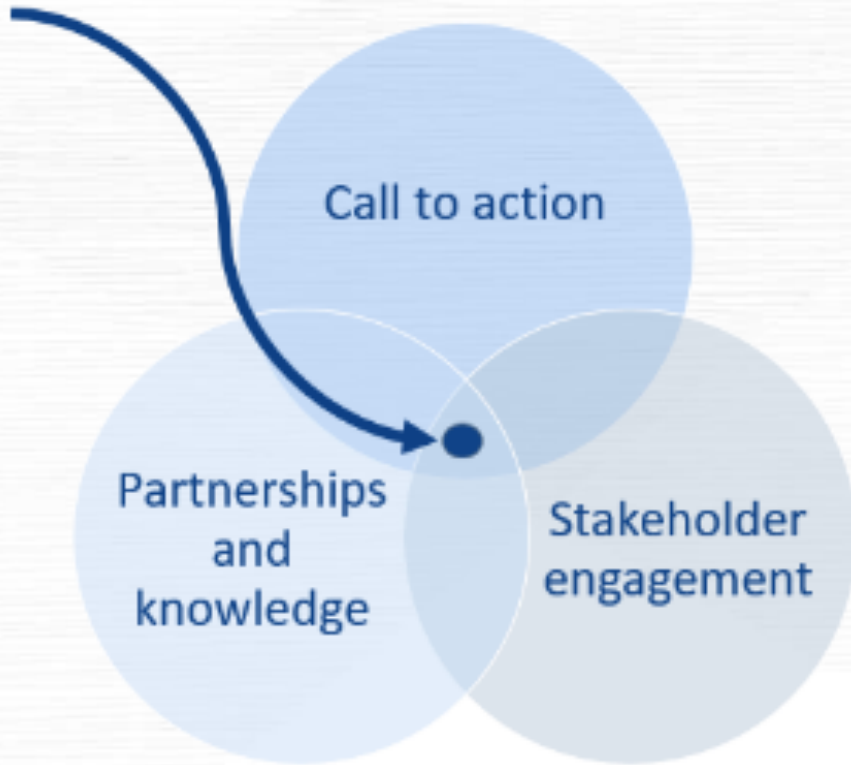 Call to action
Partnerships
and
knowledge
Stakeholder
engagement